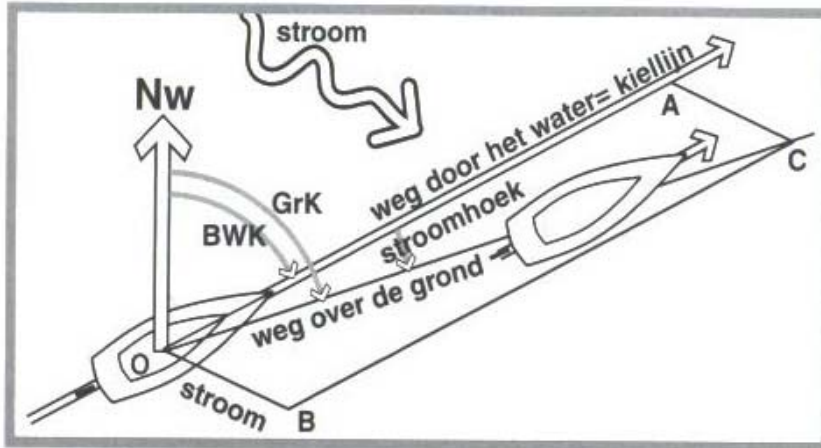 stroom
Nw
weg door het water= kiellijn
A
C
GrK
stroomhoek
BWK
weg over de grond
O
stroom
B